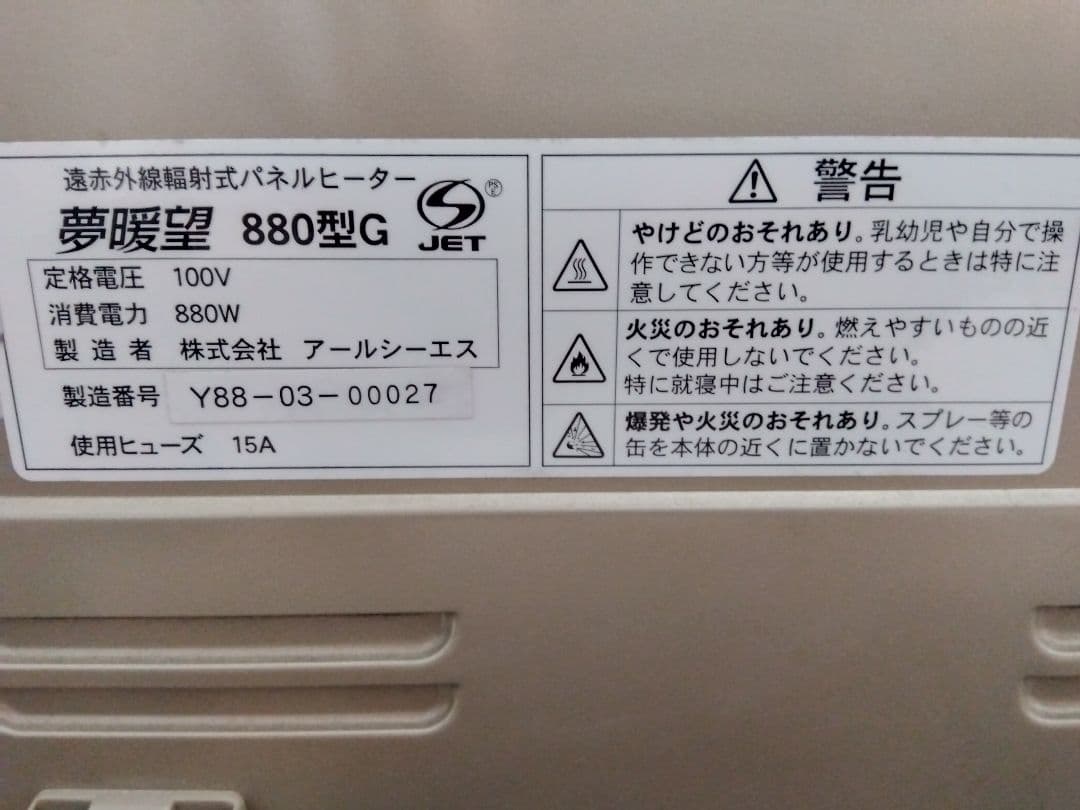 遠赤外線輻射式パネルヒーター
夢暖望 880型G
JET
定格電圧 100V
消費電力 880W
製造者 株式会社 アールシーエス
製造番号 Y88-03-00027
使用ヒューズ 15A
警告
やけどのおそれあり。乳幼児や自分で操
作できない方等が使用するときは特に注
意してください。
火災のおそれあり。燃えやすいものの近
くで使用しないでください。
特に就寝中はご注意ください。
爆発や火災のおそれあり。スプレー等の
缶を本体の近くに置かないでください。